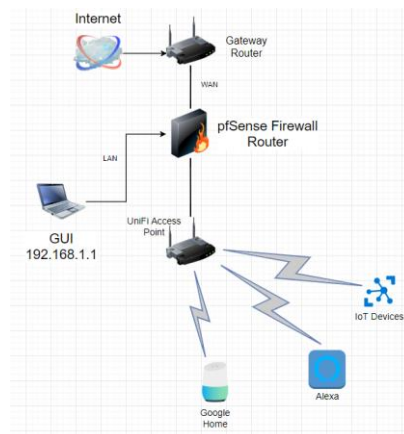 Internet
Gateway
Router
WAN
pfSense Firewall
Router
LAN
GUI
192.168.1.1
UniFi Access
Point
IoT Devices
Alexa
Google
Home